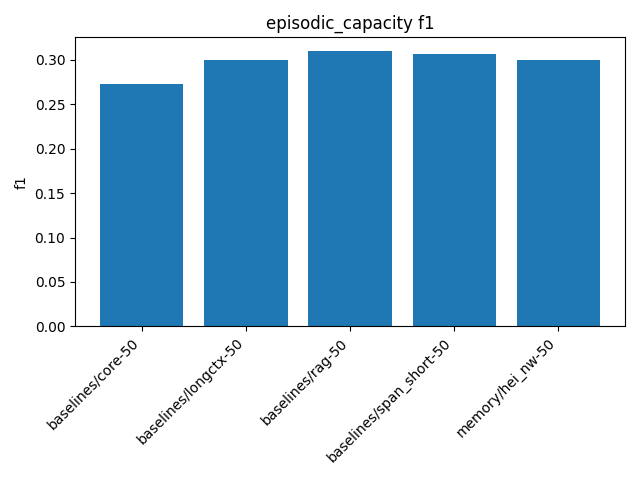 episodic_capacity f1
f1
0.30
0.25
0.20
0.15
0.10
0.05
0.00
baselines/core-50
baselines/longctx-50
baselines/rag-50
baselines/span_short-50
memory/hei_nw-50